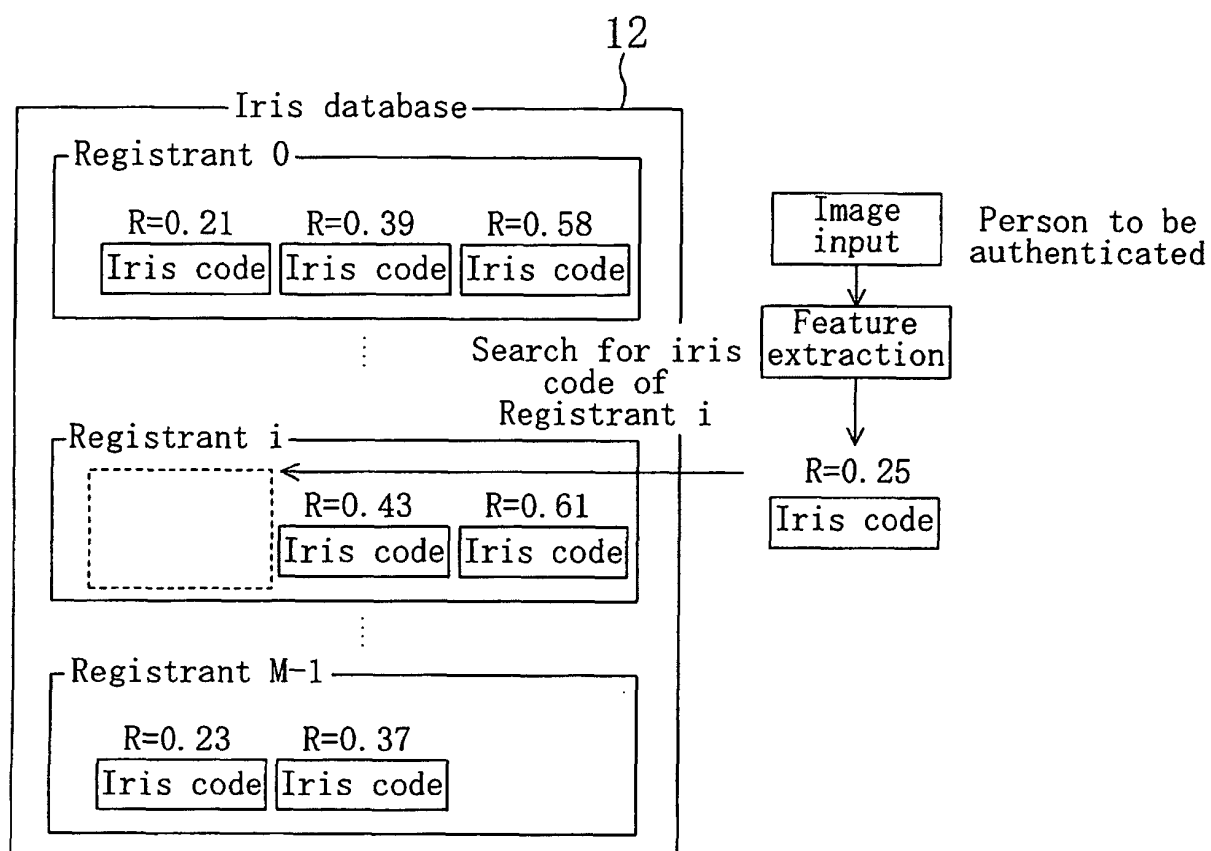 12
Iris database
Registrant 0
R=0.21 R=0.39 R=0.58
Iris code Iris code Iris code
Image
input
Person to be
authenticated
Feature
extraction
Search for iris
code of
Registrant i
Registrant i
R=0.43 R=0.61
Iris code Iris code
R=0.25
Iris code
Registrant M-1
R=0.23 R=0.37
Iris code Iris code